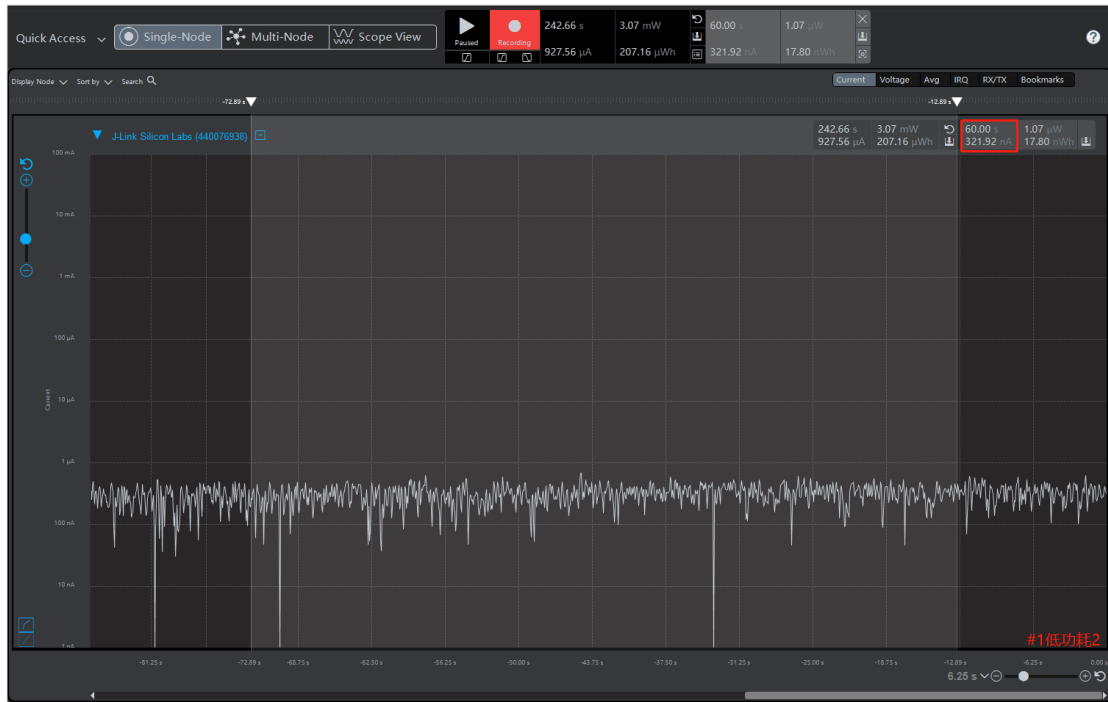 Quick Access
Single-Node
Multi-Node
Scope View
Paused
Recording
242.66 s 3.07 mW
927.56 µA 207.16 µWh
60.00 s 1.07 µW
321.92 nA 17.80 nWh
?
Display Node
Sort by
Search
Current Voltage Avg IRQ RX/TX Bookmarks
-72.89 s
-12.89 s
J-Link Silicon Labs (440076938)
242.66 s 3.07 mW
927.56 µA 207.16 µWh
60.00 s 1.07 µW
321.92 nA 17.80 nWh
100 mA
10 mA
1 mA
100 µA
10 µA
1 µA
100 nA
10 nA
1 nA
Current
#1低功耗2
-81.25 s -72.89 s -68.75 s -62.50 s -56.25 s -50.00 s -43.75 s -37.50 s -31.25 s -25.00 s -18.75 s -12.89 s -6.25 s 0.00 s
6.25 s